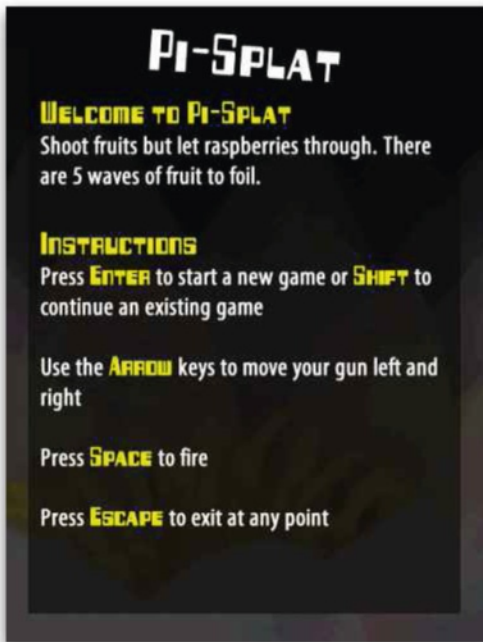 PI-SPLAT
WELCOME TO PI-SPLAT
Shoot fruits but let raspberries through. There
are 5 waves of fruit to foil.
INSTRUCTIONS
Press ENTER to start a new game or SHIFT to
continue an existing game
Use the ARROW keys to move your gun left and
right
Press SPACE to fire
Press ESCAPE to exit at any point